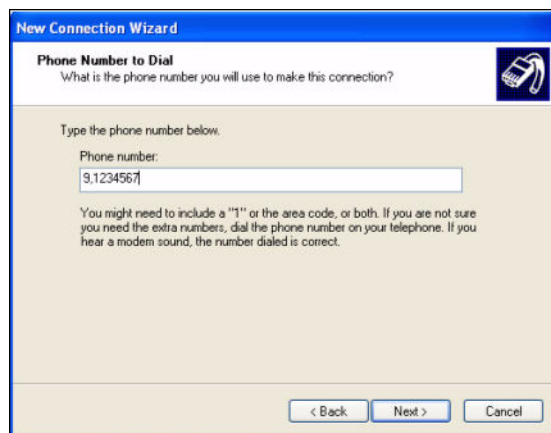 New Connection Wizard
Phone Number to Dial
What is the phone number you will use to make this connection?
Type the phone number below.
Phone number:
9,1234567
You might need to include a "1" or the area code, or both. If you are not sure
you need the extra numbers, dial the phone number on your telephone. If you
hear a modem sound, the number dialed is correct.
< Back Next > Cancel